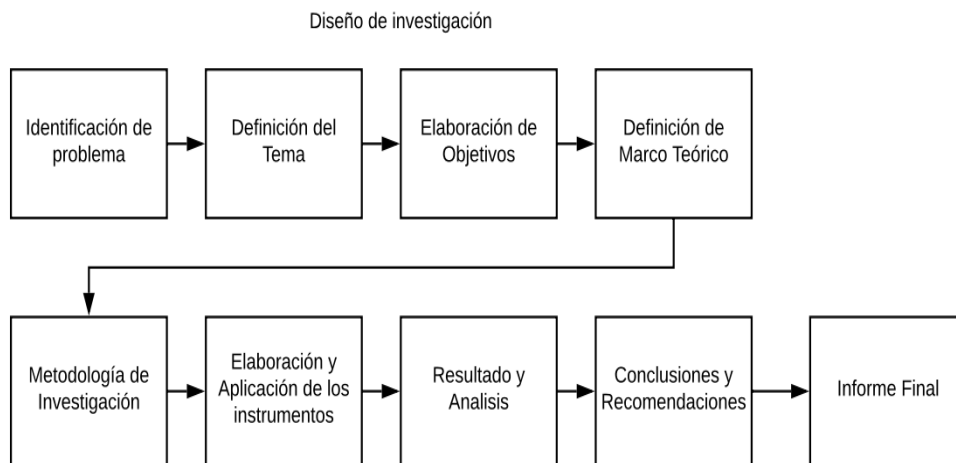 Diseño de investigación
Identificación de
problema
Definición del
Tema
Elaboración de
Objetivos
Definición de
Marco Teórico
Metodología de
Investigación
Elaboración y
Aplicación de los
instrumentos
Resultado y
Analisis
Conclusiones y
Recomendaciones
Informe Final